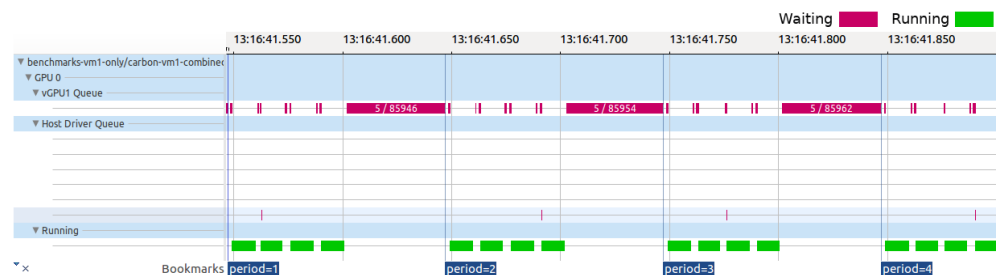 Waiting Running
13:16:41.550 13:16:41.600 13:16:41.650 13:16:41.700 13:16:41.750 13:16:41.800 13:16:41.850
benchmarks-vm1-only/carbon-vm1-combined
GPU 0
vGPU1 Queue
5 / 85946 5 / 85954 5 / 85962
Host Driver Queue
Running
Bookmarks period=1 period=2 period=3 period=4